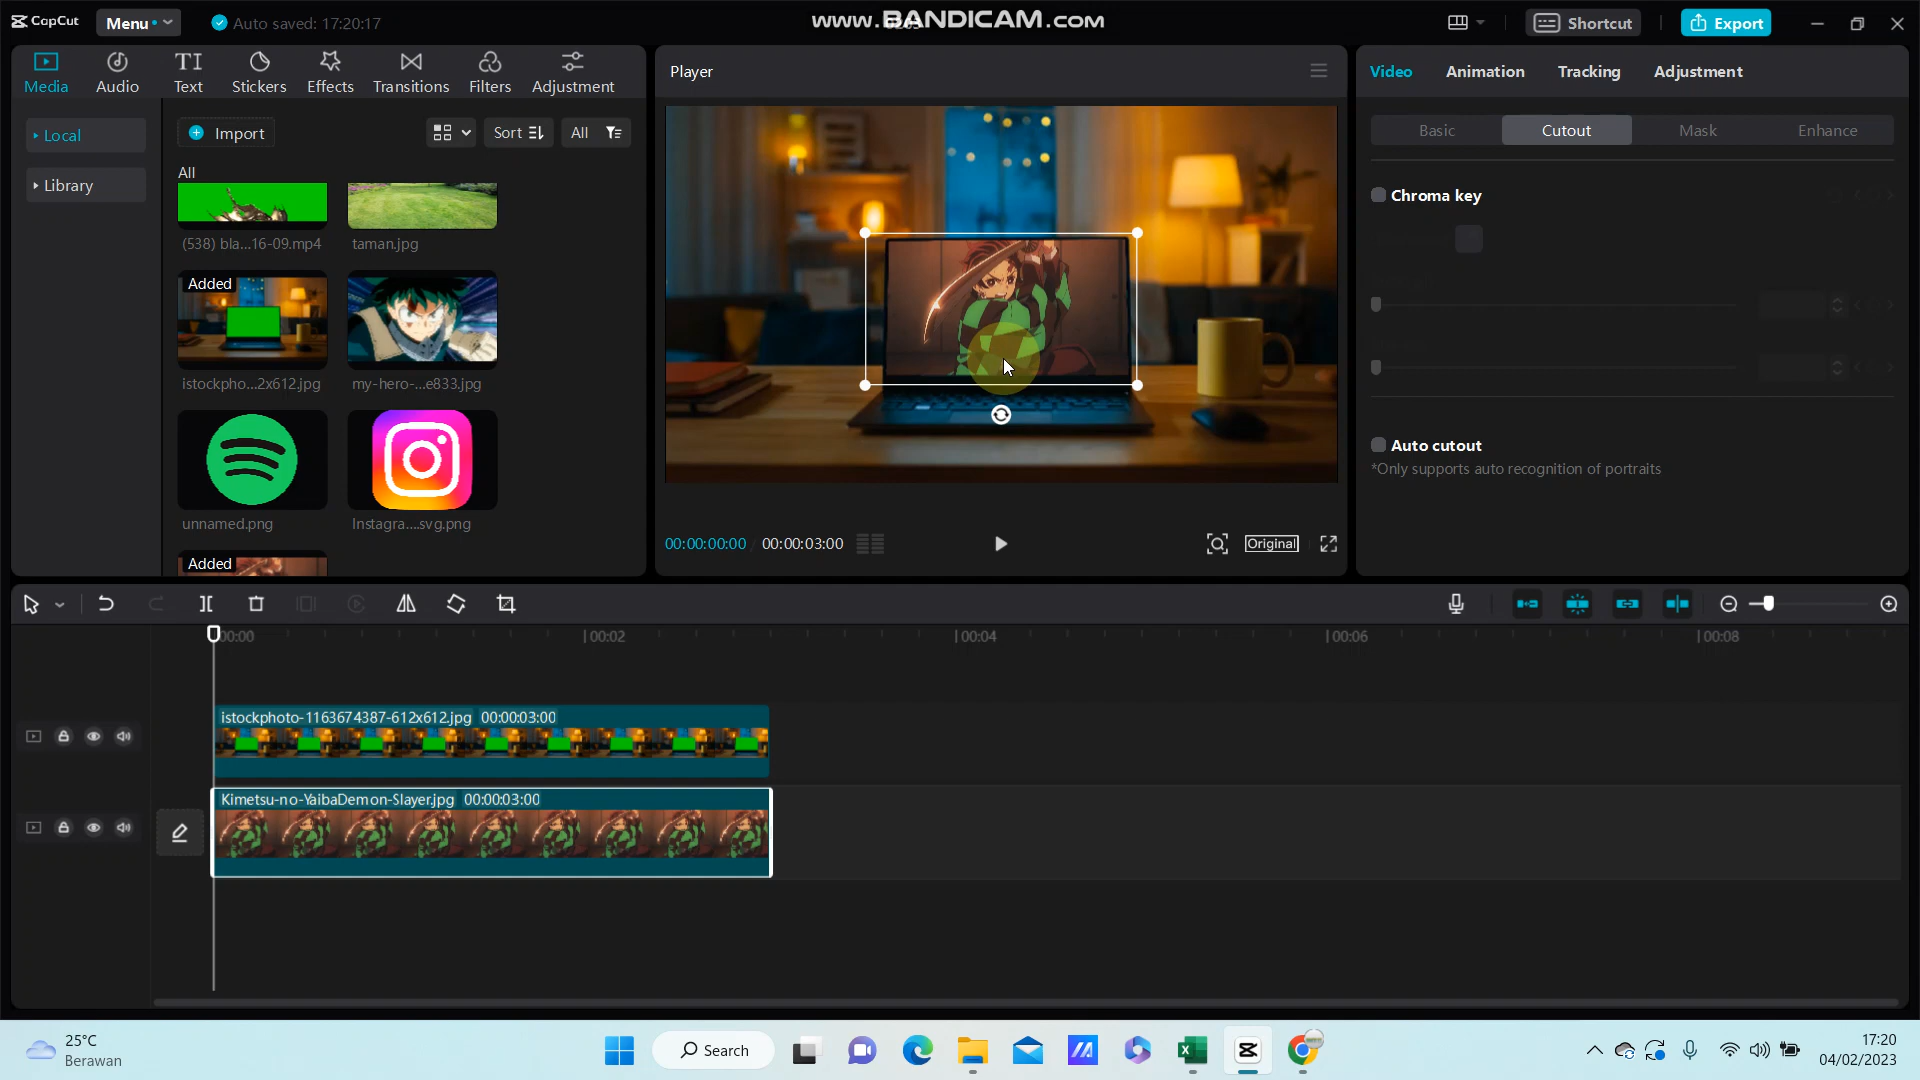 CapCut
Menu
Auto saved: 17:20:17
www.BANDICAM.com
Shortcut
Export
Media
Audio
Text
Stickers
Effects
Transitions
Filters
Adjustment
Player
Video
Animation
Tracking
Adjustment
Local
Library
Import
Sort
All
All
(538) bla...16-09.mp4
taman.jpg
Added
istockpho...2x612.jpg
my-hero-...e833.jpg
unnamed.png
Instagra....svg.png
Added
Basic
Cutout
Mask
Enhance
Chroma key
Auto cutout
*Only supports auto recognition of portraits
00:00:00:00
00:00:03:00
Original
00:00
00:02
00:04
00:06
00:08
istockphoto-1163674387-612x612.jpg 00:00:03:00
Kimetsu-no-YaibaDemon-Slayer.jpg 00:00:03:00
25°C
Berawan
Search
17:20
04/02/2023